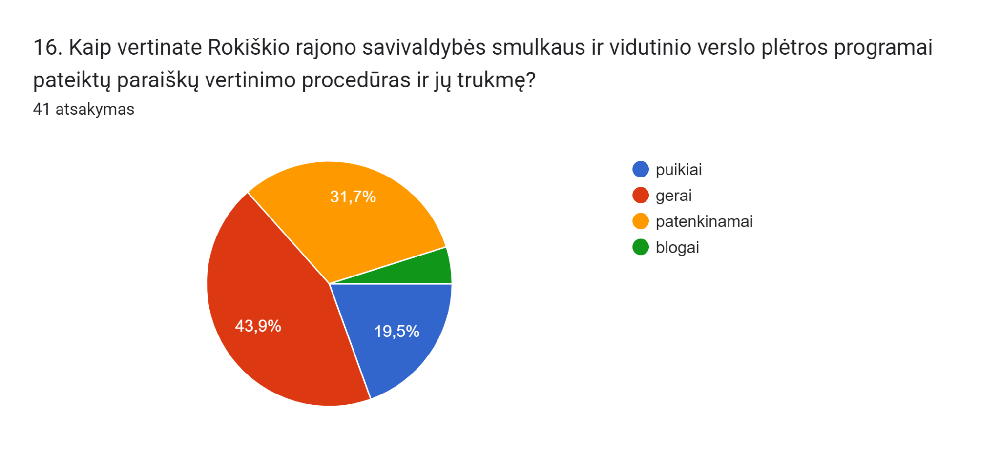 16. Kaip vertinate Rokiškio rajono savivaldybės smulkaus ir vidutinio verslo plėtros programai
pateiktų paraiškų vertinimo procedūras ir jų trukmę?
41 atsakymas
31,7%
43,9%
19,5%
puikiai
gerai
patenkinamai
blogai